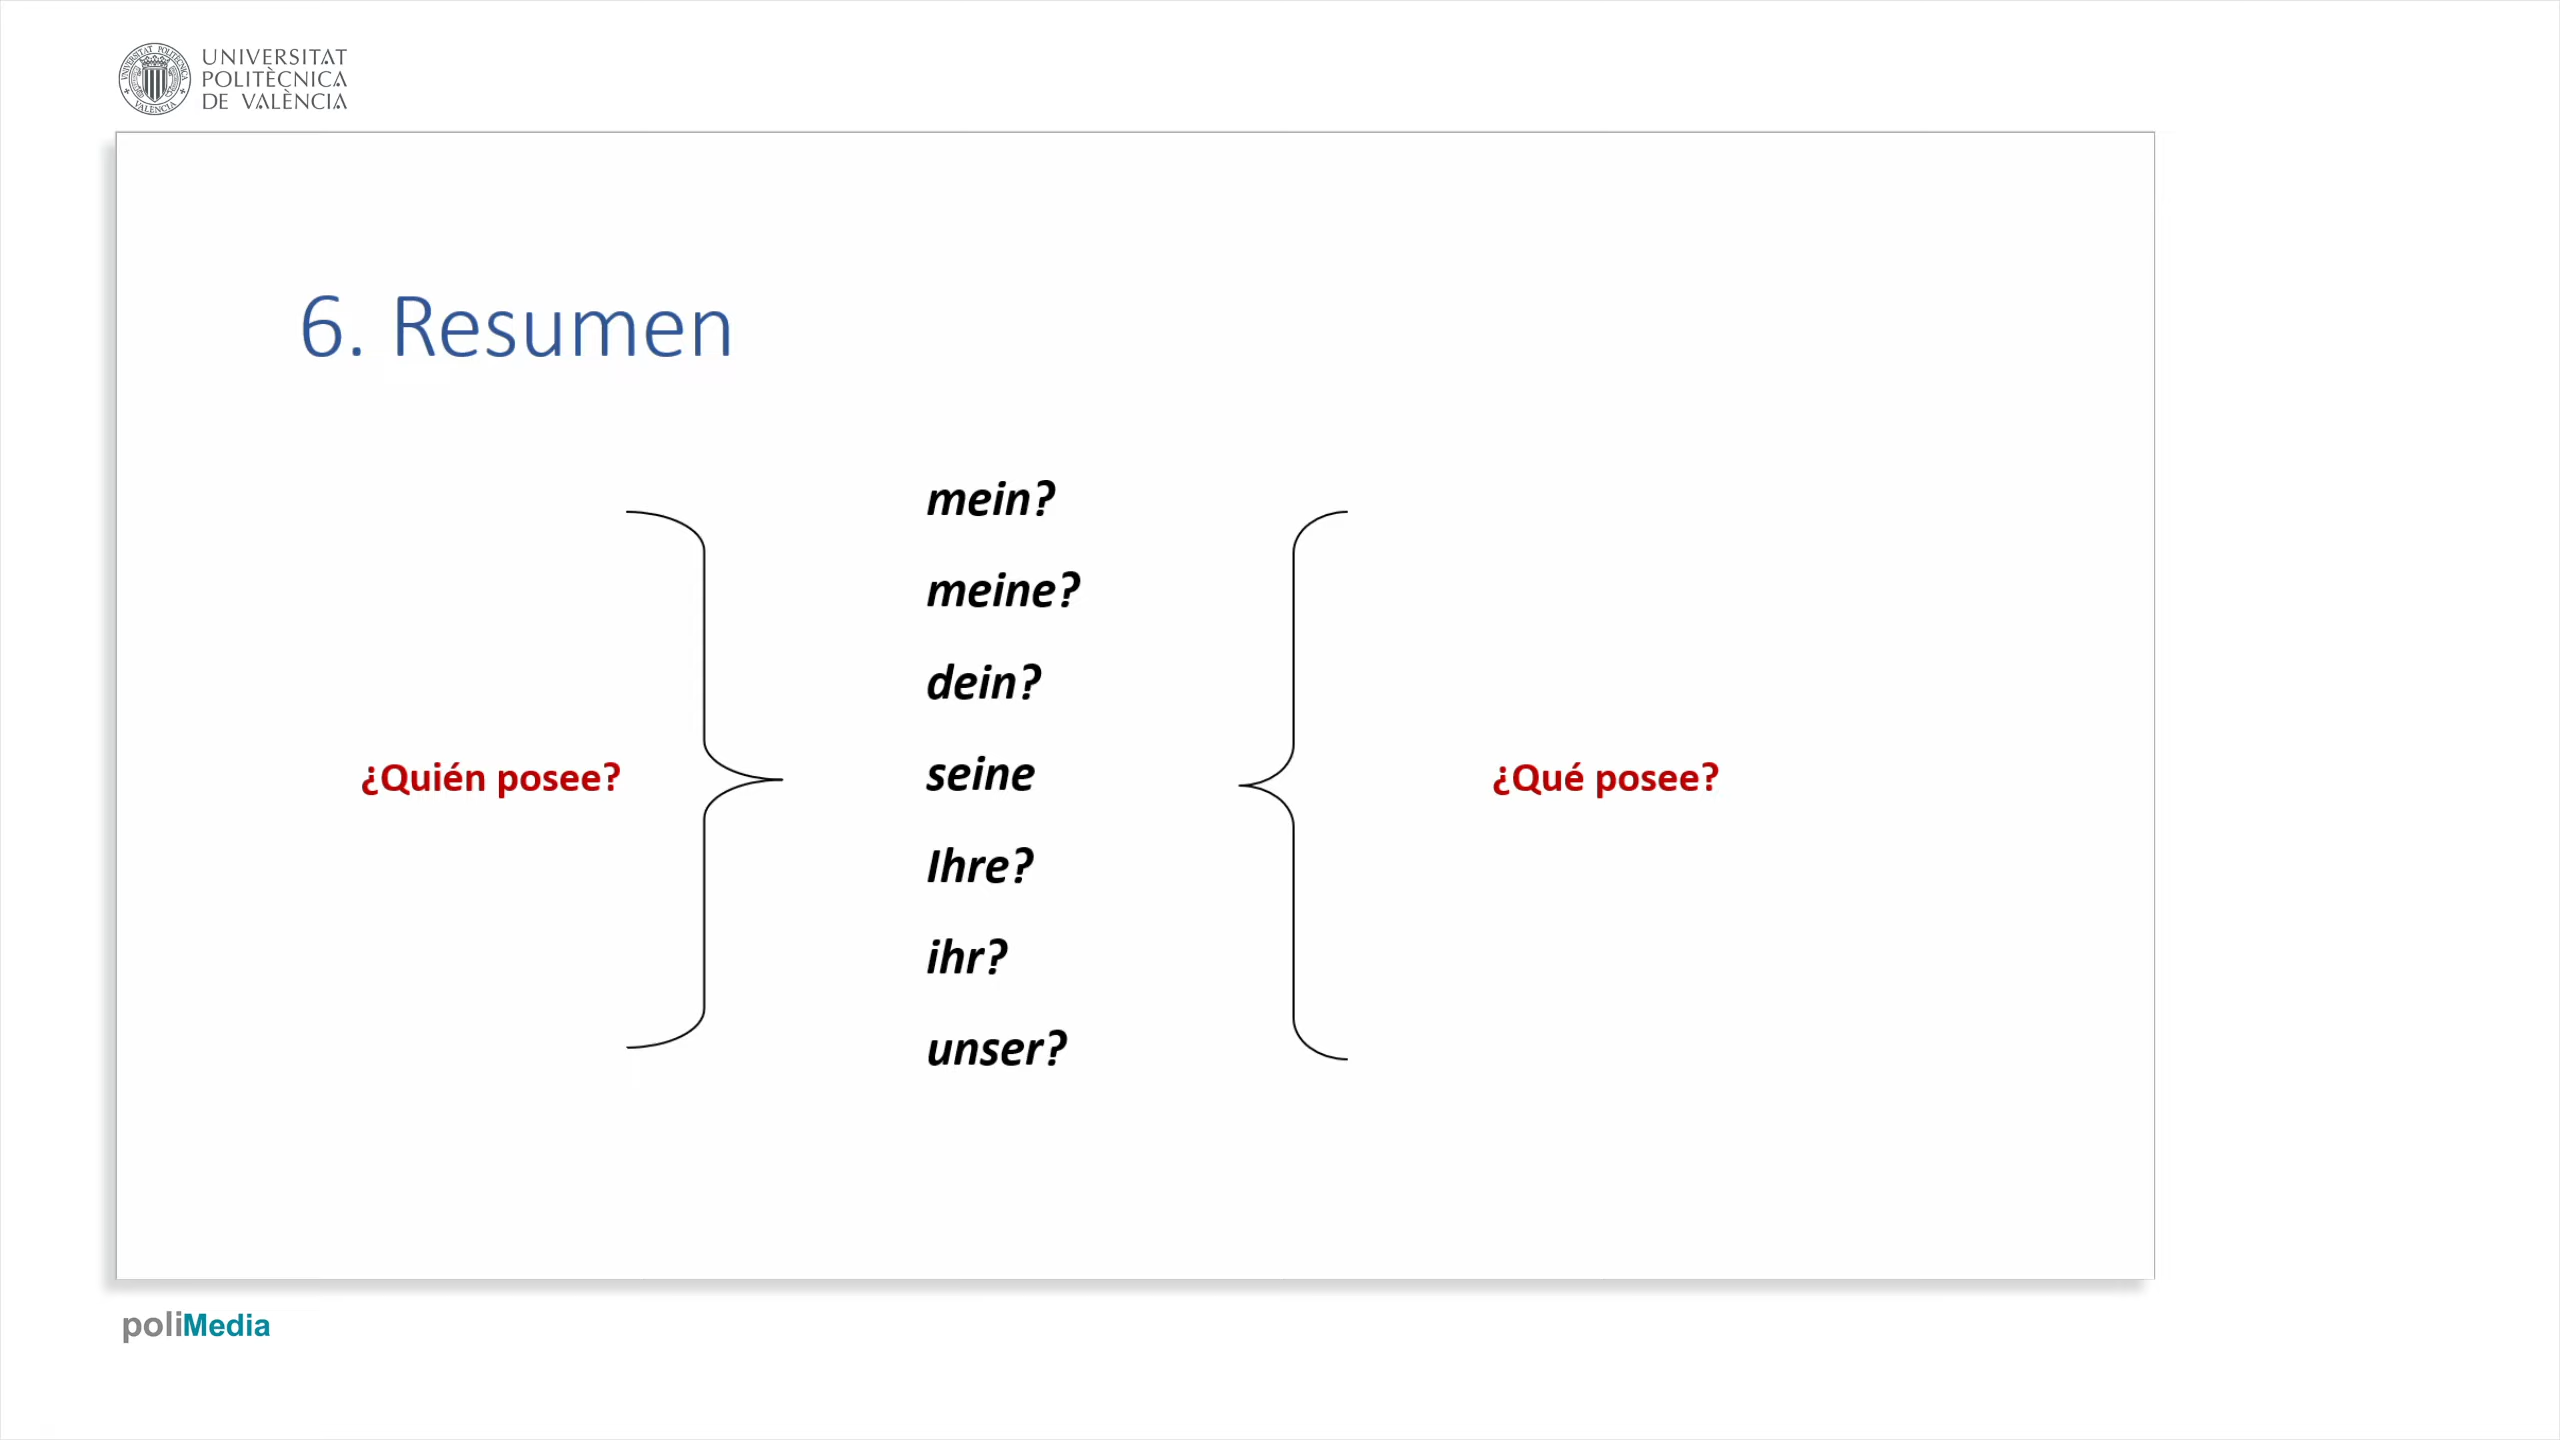 UNIVERSITAT
POLITÈCNICA
DE VALÈNCIA
6. Resumen
mein?
meine?
dein?
¿Quién posee?
seine
¿Qué posee?
Ihre?
ihr?
unser?
poliMedia